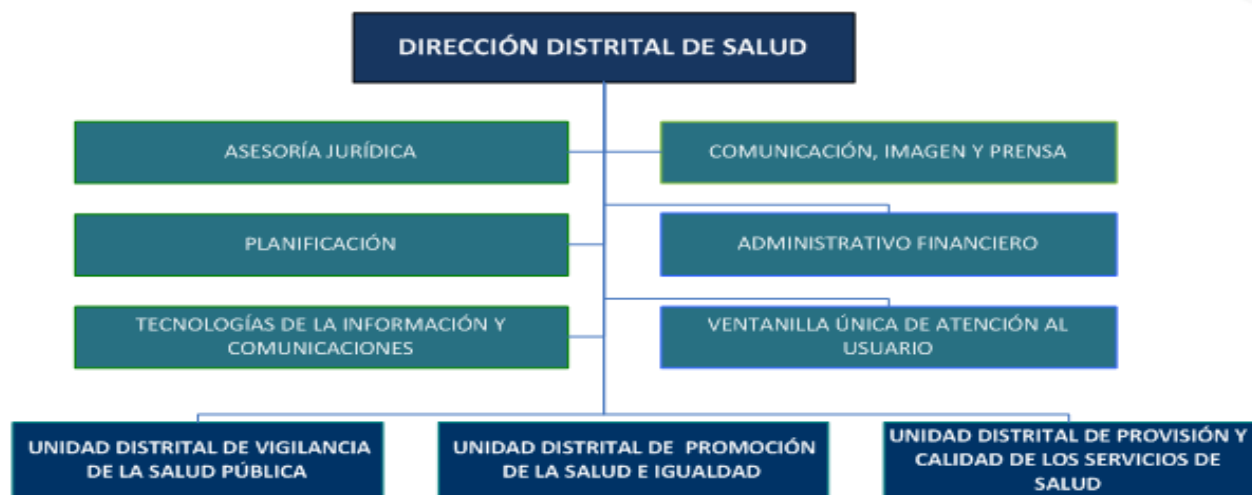 DIRECCIÓN DISTRITAL DE SALUD
ASESORÍA JURÍDICA
COMUNICACIÓN, IMAGEN Y PRENSA
PLANIFICACIÓN
ADMINISTRATIVO FINANCIERO
TECNOLOGÍAS DE LA INFORMACIÓN Y
COMUNICACIONES
VENTANILLA ÚNICA DE ATENCIÓN AL
USUARIO
UNIDAD DISTRITAL DE VIGILANCIA
DE LA SALUD PÚBLICA
UNIDAD DISTRITAL DE PROMOCIÓN
DE LA SALUD E IGUALDAD
UNIDAD DISTRITAL DE PROVISIÓN Y
CALIDAD DE LOS SERVICIOS DE
SALUD